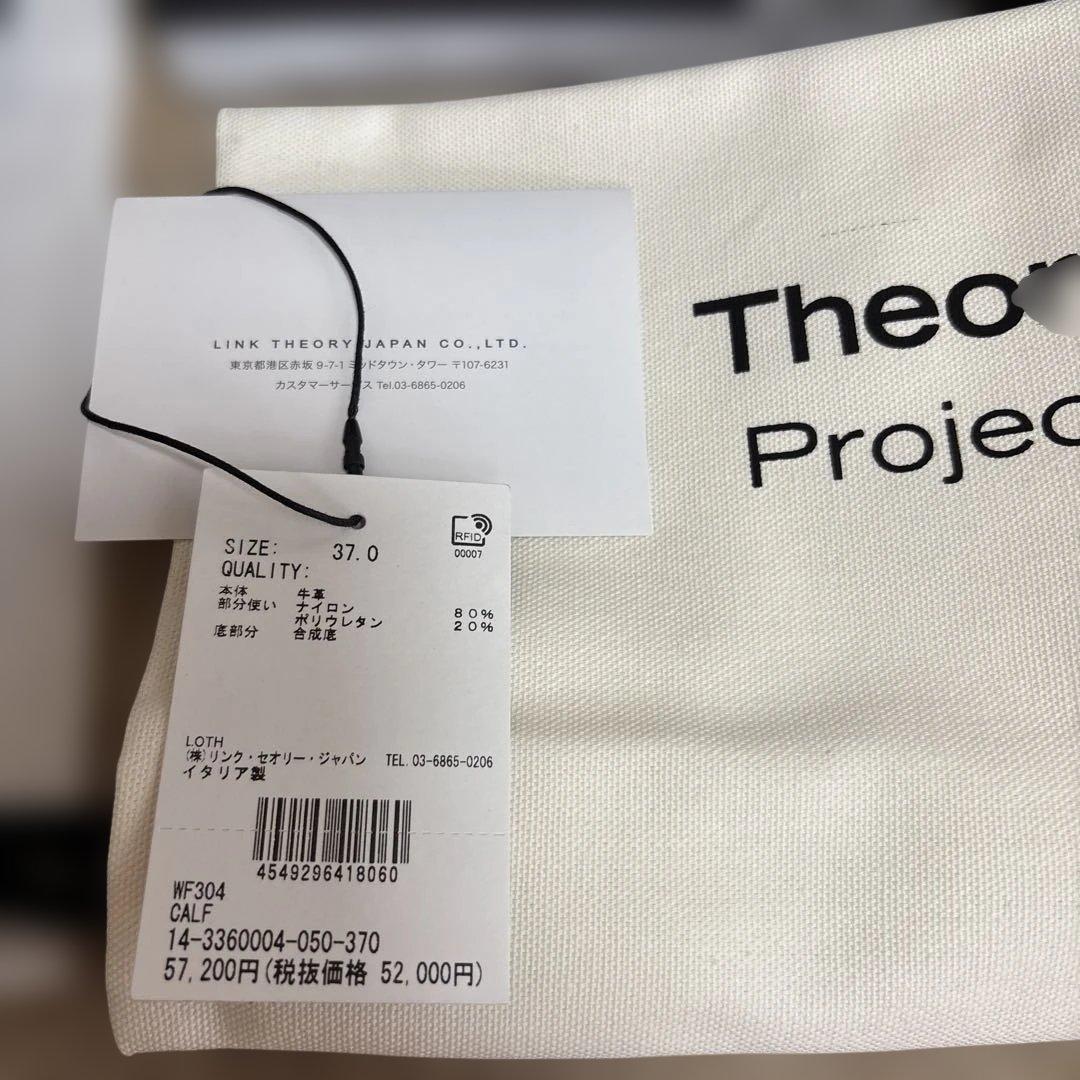 LINK THEORY JAPAN CO.,LTD.
東京都港区赤坂 9-7-1 ミッドタウン・タワー 〒107-6231
カスタマーサービス Tel.03-6865-0206
Theor
Projec
RFID
00007
SIZE: 37.0
QUALITY:
本体 牛革
部分使い ナイロン 80%
ポリウレタン 20%
底部分 合成底
LOTH
(株)リンク・セオリー・ジャパン TEL. 03-6865-0206
イタリア製
4549296418060
WF304
CALF
14-3360004-050-370
57,200円(税抜価格 52,000円)